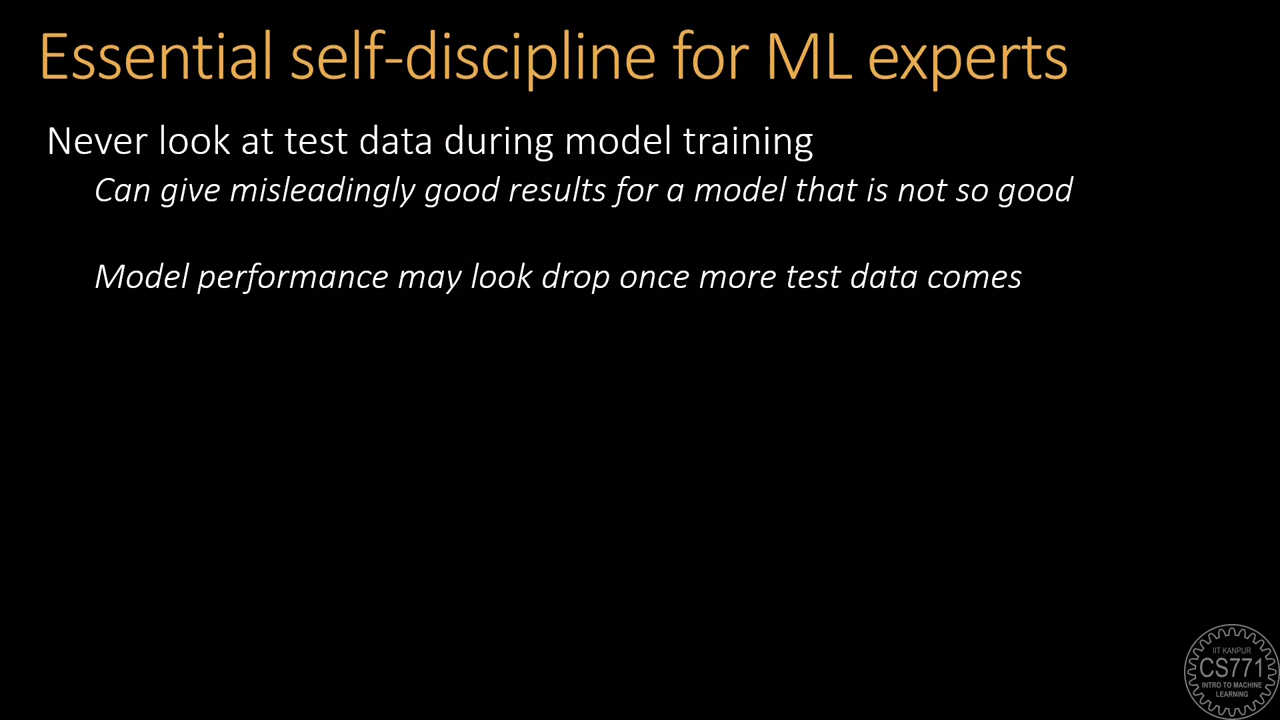 Essential self-discipline for ML experts
Never look at test data during model training
Can give misleadingly good results for a model that is not so good
Model performance may look drop once more test data comes
IIT KANPUR
CS771
INTRO TO MACHINE
LEARNING